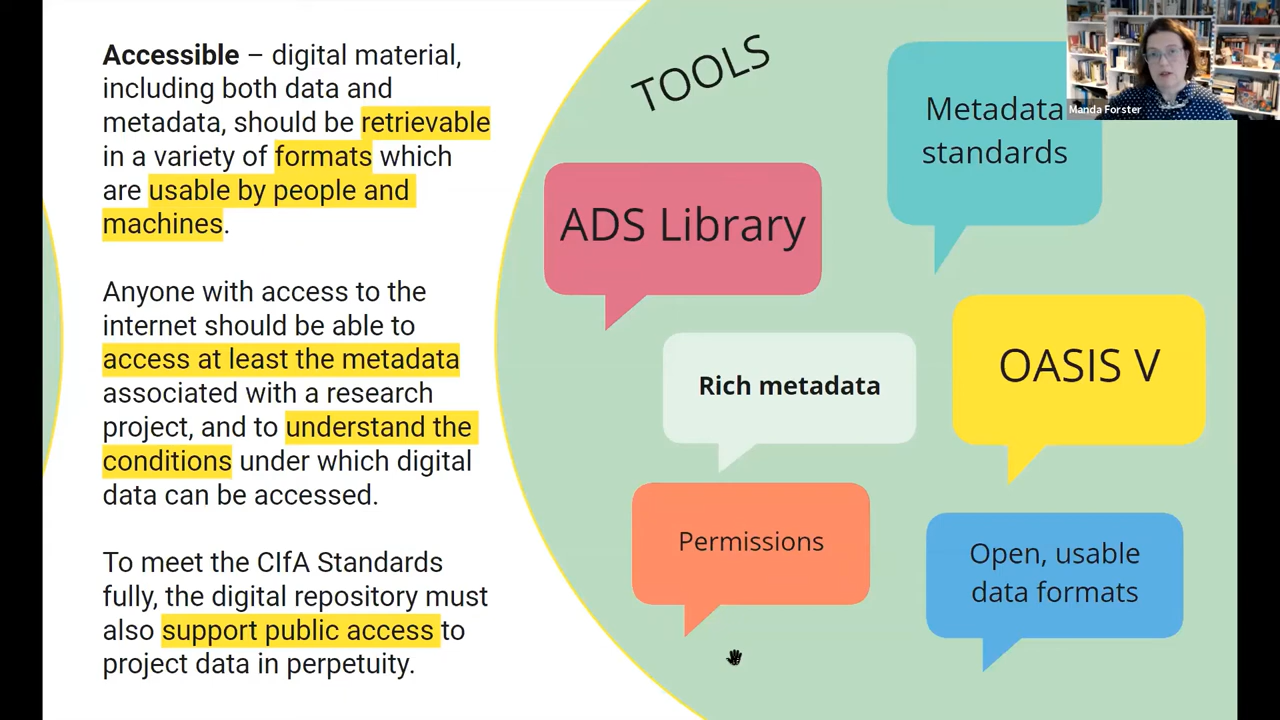 Accessible – digital material,
including both data and
metadata, should be retrievable
in a variety of formats which
are usable by people and
machines.
Anyone with access to the
internet should be able to
access at least the metadata
associated with a research
project, and to understand the
conditions under which digital
data can be accessed.
To meet the CIfA Standards
fully, the digital repository must
also support public access to
project data in perpetuity.
TOOLS
Metadata
standards
Manda Forster
ADS Library
Rich metadata
OASIS V
Permissions
Open, usable
data formats